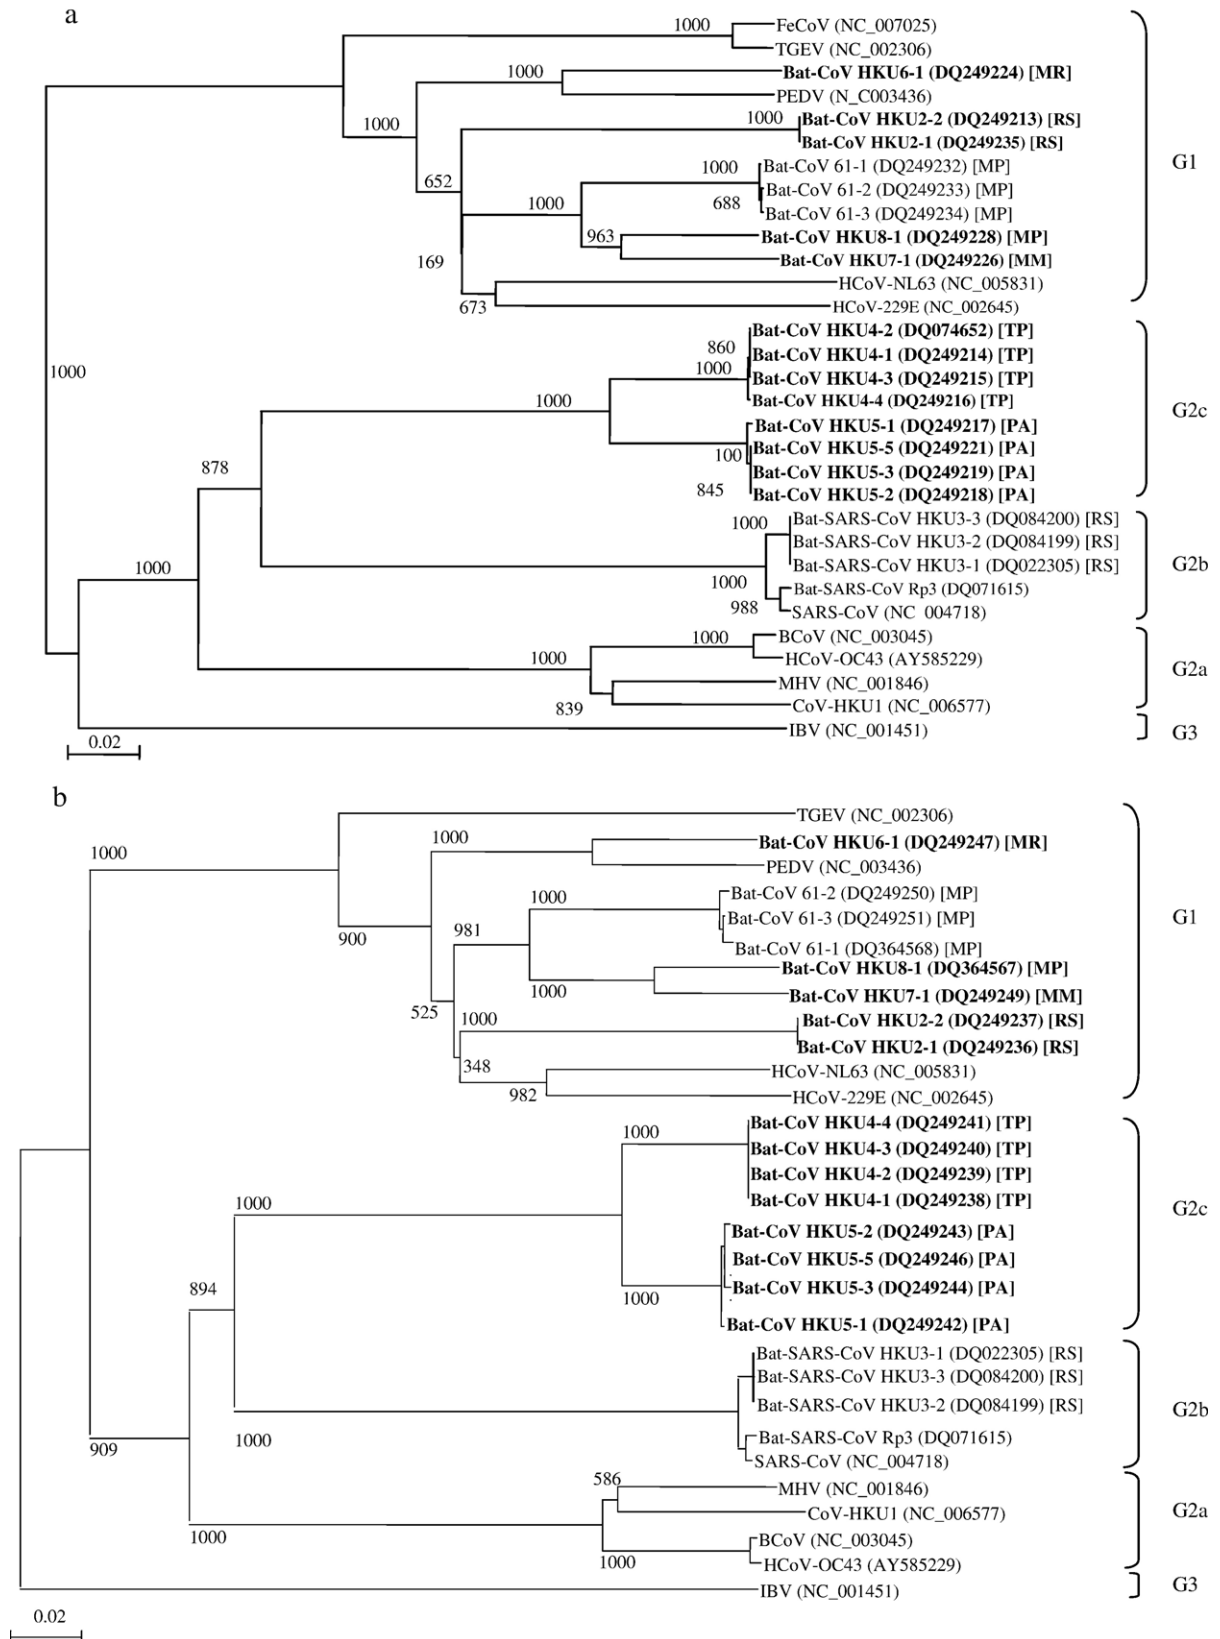 a
1000 FeCoV (NC_007025)
TGEV (NC_002306)
1000 Bat-CoV HKU6-1 (DQ249224) [MR]
PEDV (N_C003436)
1000
1000 Bat-CoV HKU2-2 (DQ249213) [RS]
Bat-CoV HKU2-1 (DQ249235) [RS]
G1
1000 Bat-CoV 61-1 (DQ249232) [MP]
652
Bat-CoV 61-2 (DQ249233) [MP]
1000 688 Bat-CoV 61-3 (DQ249234) [MP]
963 Bat-CoV HKU8-1 (DQ249228) [MP]
169 Bat-CoV HKU7-1 (DQ249226) [MM]
HCoV-NL63 (NC_005831)
673 HCoV-229E (NC_002645)
Bat-CoV HKU4-2 (DQ074652) [TP]
860
Bat-CoV HKU4-1 (DQ249214) [TP]
1000 1000 Bat-CoV HKU4-3 (DQ249215) [TP]
1000 Bat-CoV HKU4-4 (DQ249216) [TP]
G2c
Bat-CoV HKU5-1 (DQ249217) [PA]
100 Bat-CoV HKU5-5 (DQ249221) [PA]
878 Bat-CoV HKU5-3 (DQ249219) [PA]
845 Bat-CoV HKU5-2 (DQ249218) [PA]
1000 Bat-SARS-CoV HKU3-3 (DQ084200) [RS]
Bat-SARS-CoV HKU3-2 (DQ084199) [RS]
1000 Bat-SARS-CoV HKU3-1 (DQ022305) [RS]
G2b
1000 Bat-SARS-CoV Rp3 (DQ071615)
988 SARS-CoV (NC 004718)
1000 BCoV (NC_003045)
1000 HCoV-OC43 (AY585229)
G2a
MHV (NC_001846)
839 CoV-HKU1 (NC_006577)
IBV (NC_001451)
G3
0.02
b
TGEV (NC_002306)
1000 1000 Bat-CoV HKU6-1 (DQ249247) [MR]
PEDV (NC_003436)
1000 Bat-CoV 61-2 (DQ249250) [MP]
G1
900 981 Bat-CoV 61-3 (DQ249251) [MP]
Bat-CoV 61-1 (DQ364568) [MP]
Bat-CoV HKU8-1 (DQ364567) [MP]
1000 Bat-CoV HKU7-1 (DQ249249) [MM]
525 1000 Bat-CoV HKU2-2 (DQ249237) [RS]
Bat-CoV HKU2-1 (DQ249236) [RS]
348 HCoV-NL63 (NC_005831)
982 HCoV-229E (NC_002645)
Bat-CoV HKU4-4 (DQ249241) [TP]
1000
Bat-CoV HKU4-3 (DQ249240) [TP]
Bat-CoV HKU4-2 (DQ249239) [TP]
1000 Bat-CoV HKU4-1 (DQ249238) [TP]
G2c
Bat-CoV HKU5-2 (DQ249243) [PA]
Bat-CoV HKU5-5 (DQ249246) [PA]
894 1000 Bat-CoV HKU5-3 (DQ249244) [PA]
Bat-CoV HKU5-1 (DQ249242) [PA]
Bat-SARS-CoV HKU3-1 (DQ022305) [RS]
Bat-SARS-CoV HKU3-3 (DQ084200) [RS]
Bat-SARS-CoV HKU3-2 (DQ084199) [RS]
G2b
909 1000 Bat-SARS-CoV Rp3 (DQ071615)
SARS-CoV (NC_004718)
586 MHV (NC_001846)
CoV-HKU1 (NC_006577)
G2a
1000 BCoV (NC_003045)
1000 HCoV-OC43 (AY585229)
IBV (NC_001451)
G3
0.02